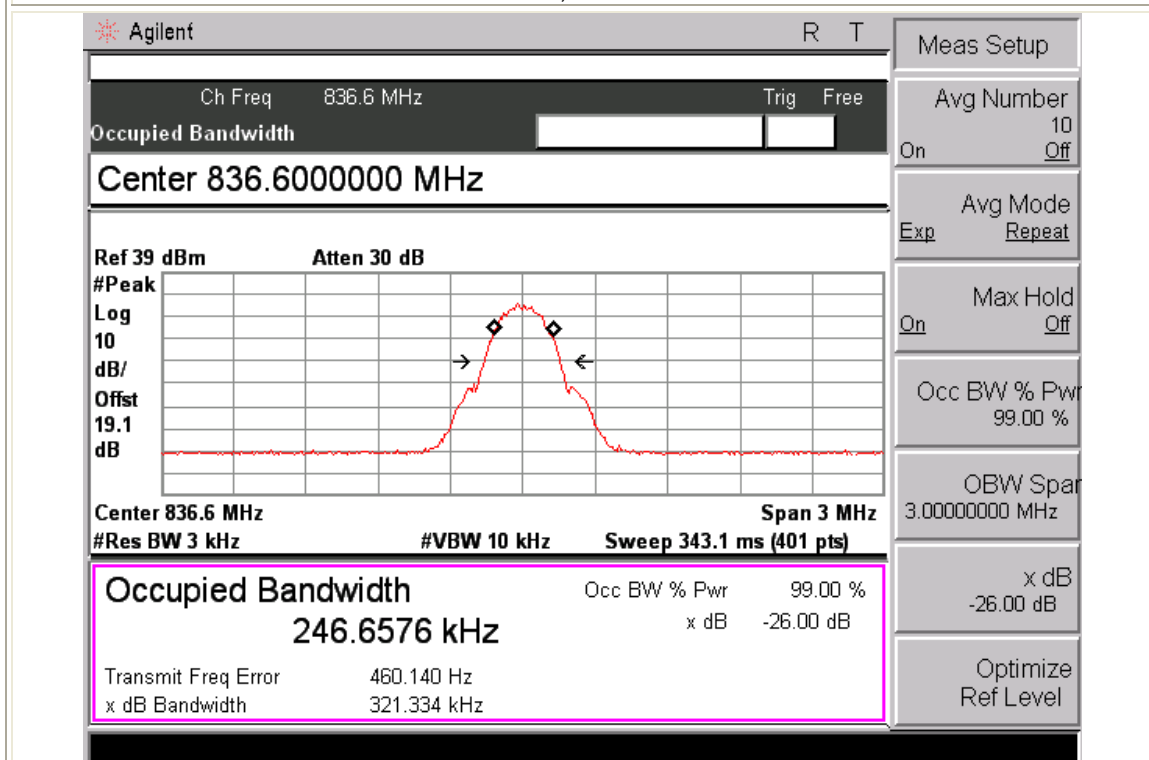 Agilent R T
Ch Freq 836.6 MHz Trig Free
Occupied Bandwidth
Center 836.6000000 MHz
Ref 39 dBm Atten 30 dB
#Peak
Log
10
dB/
Offst
19.1
dB
Center 836.6 MHz Span 3 MHz
#Res BW 3 kHz #VBW 10 kHz Sweep 343.1 ms (401 pts)
Occupied Bandwidth
246.6576 kHz
Occ BW % Pwr 99.00 %
x dB -26.00 dB
Transmit Freq Error 460.140 Hz
x dB Bandwidth 321.334 kHz
Meas Setup
Avg Number
10
On Off
Avg Mode
Exp Repeat
Max Hold
On Off
Occ BW % Pwr
99.00 %
OBW Span
3.00000000 MHz
x dB
-26.00 dB
Optimize
Ref Level